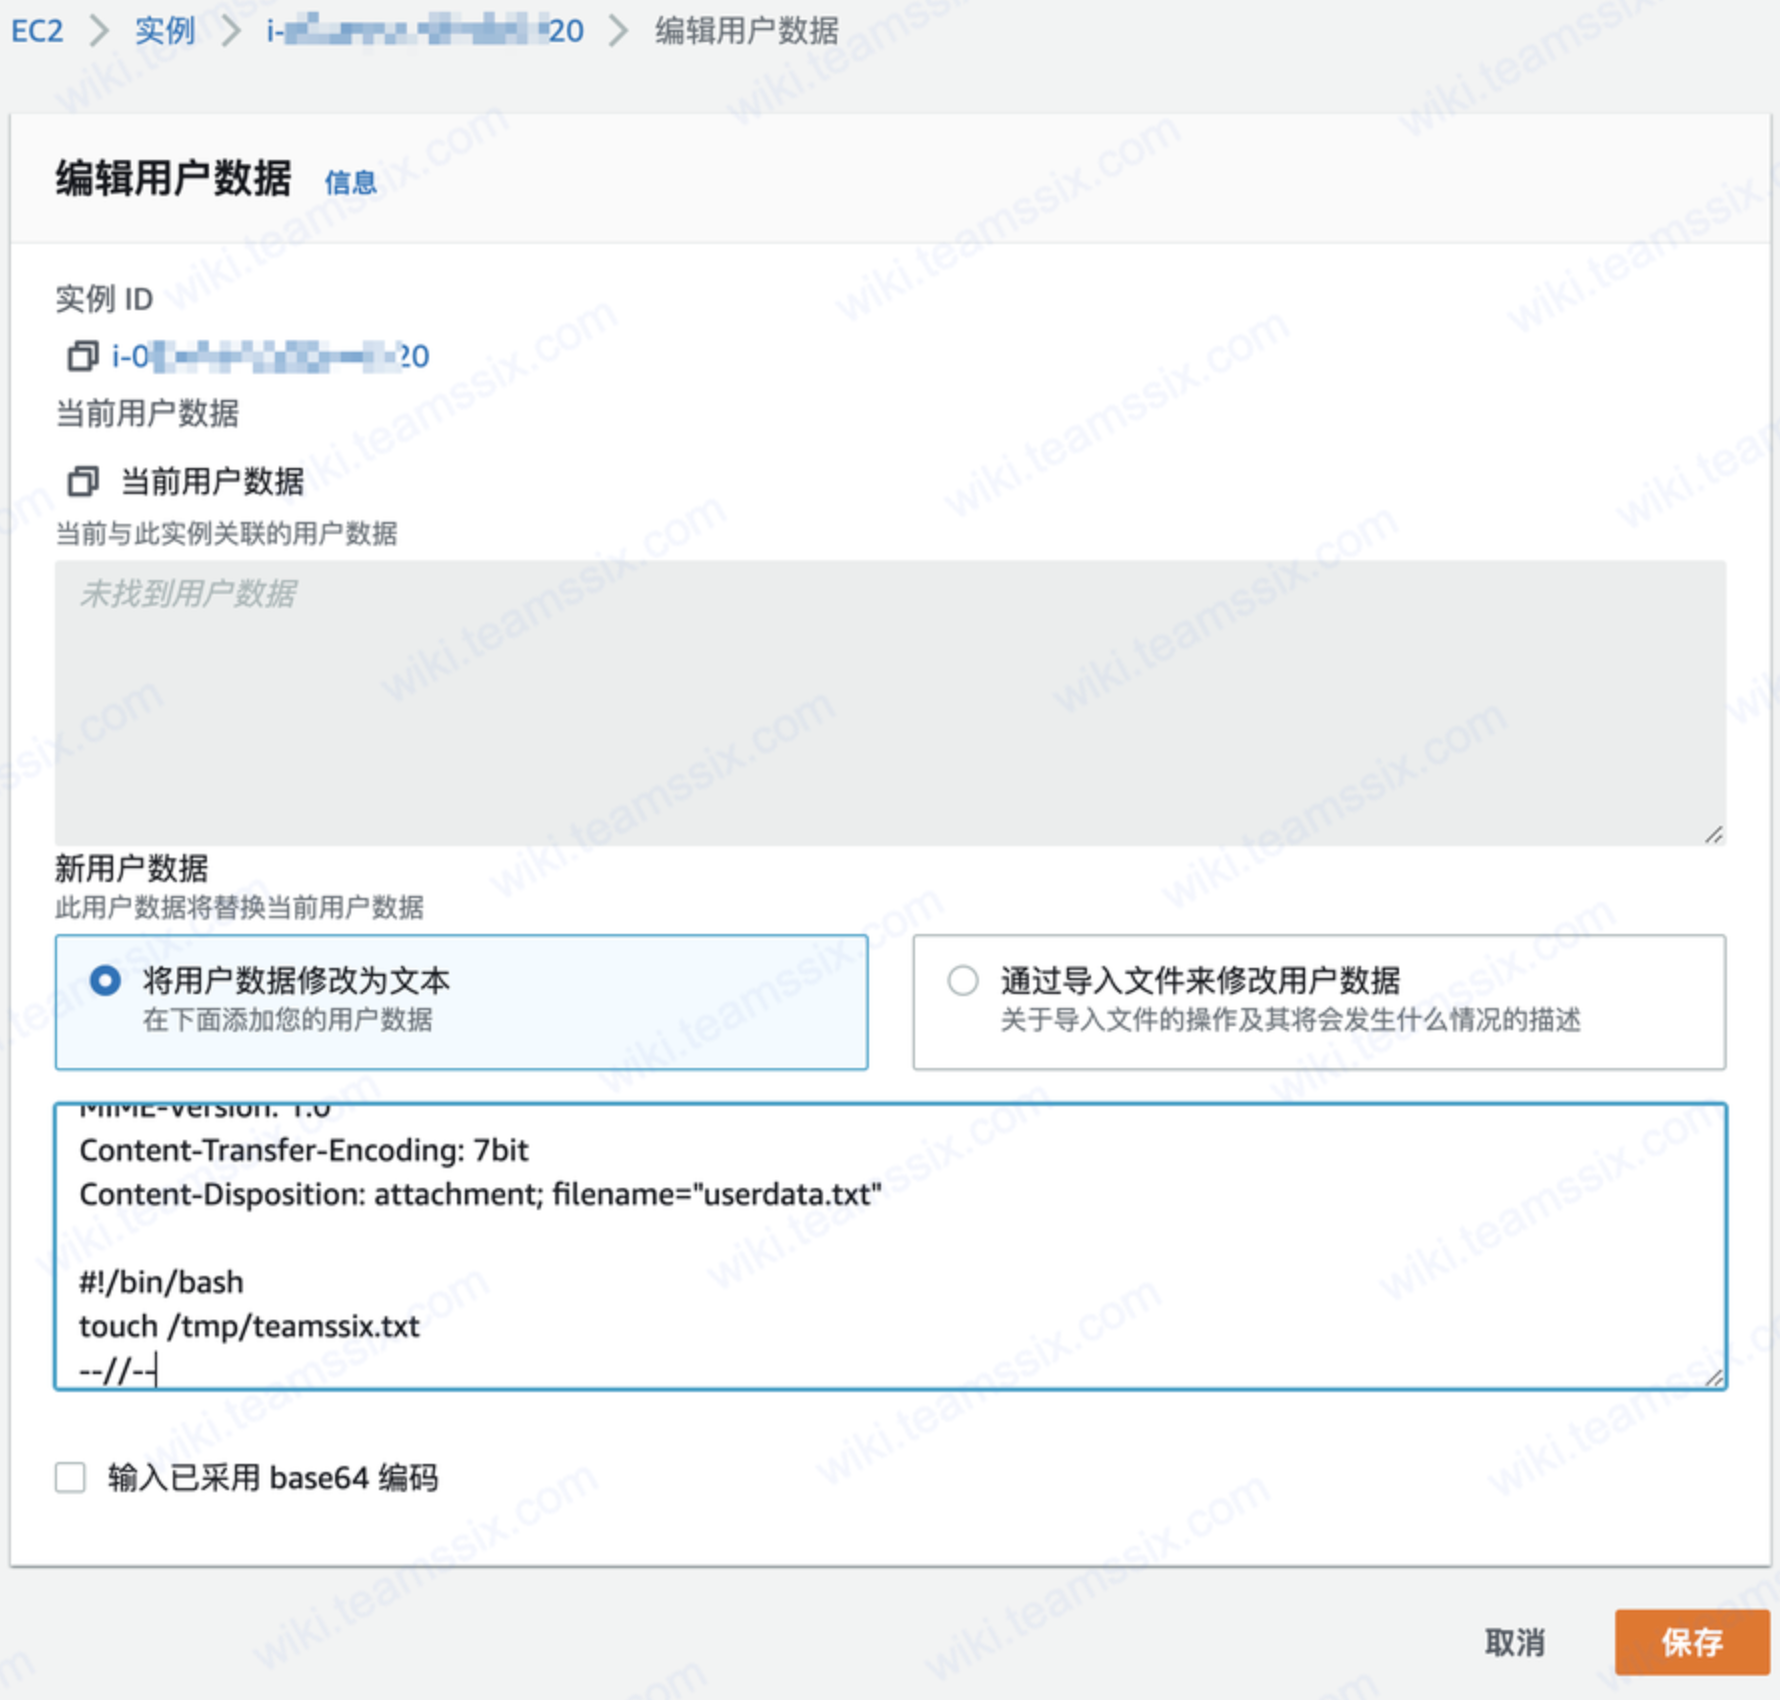 EC2 > 实例 > i-20 > 编辑用户数据
编辑用户数据 信息
实例 ID
i-020
当前用户数据
当前用户数据
当前与此实例关联的用户数据
未找到用户数据
新用户数据
此用户数据将替换当前用户数据
将用户数据修改为文本
在下面添加您的用户数据
通过导入文件来修改用户数据
关于导入文件的操作及其将会发生什么情况的描述
MIME-Version: 1.0
Content-Transfer-Encoding: 7bit
Content-Disposition: attachment; filename="userdata.txt"
#!/bin/bash
touch /tmp/teamssix.txt
--//--
输入已采用 base64 编码
取消
保存
wiki.teamssix.com